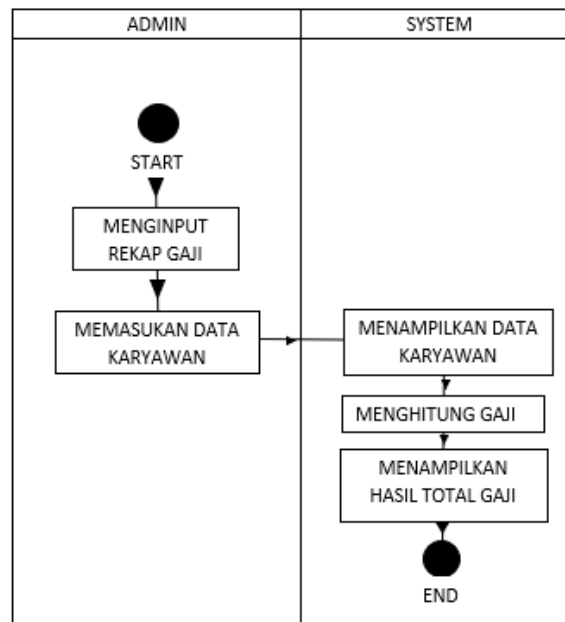 ADMIN
SYSTEM
START
MENGINPUT
REKAP GAJI
MEMASUKAN DATA
KARYAWAN
MENAMPILKAN DATA
KARYAWAN
MENGHITUNG GAJI
MENAMPILKAN
HASIL TOTAL GAJI
END